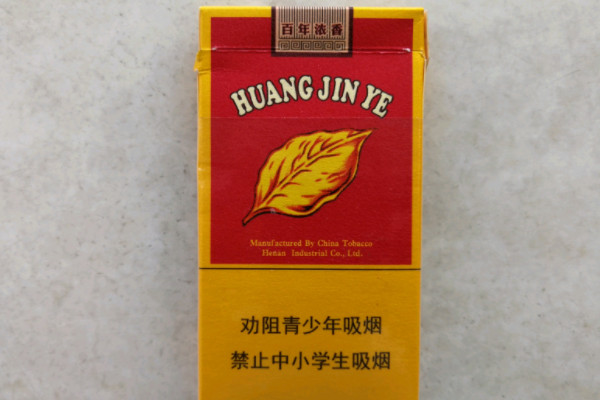 百年浓香
HUANG JIN YE
Manufactured By China Tobacco
Henan Industrial Co., Ltd.
劝阻青少年吸烟
禁止中小学生吸烟